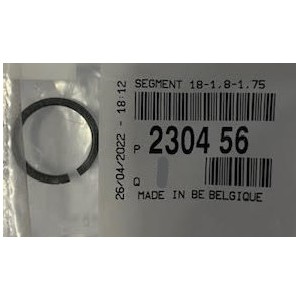 SEGMENT 18-1,8-1,75
26/04/2022 - 18:12
P 2304 56
Q
MADE IN BE BELGIQUE